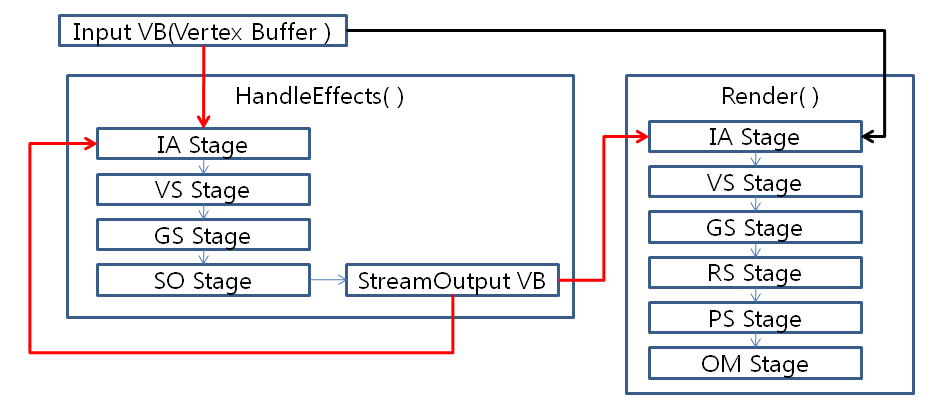 Input VB(Vertex Buffer )
HandleEffects( )
IA Stage
VS Stage
GS Stage
SO Stage
StreamOutput VB
Render( )
IA Stage
VS Stage
GS Stage
RS Stage
PS Stage
OM Stage